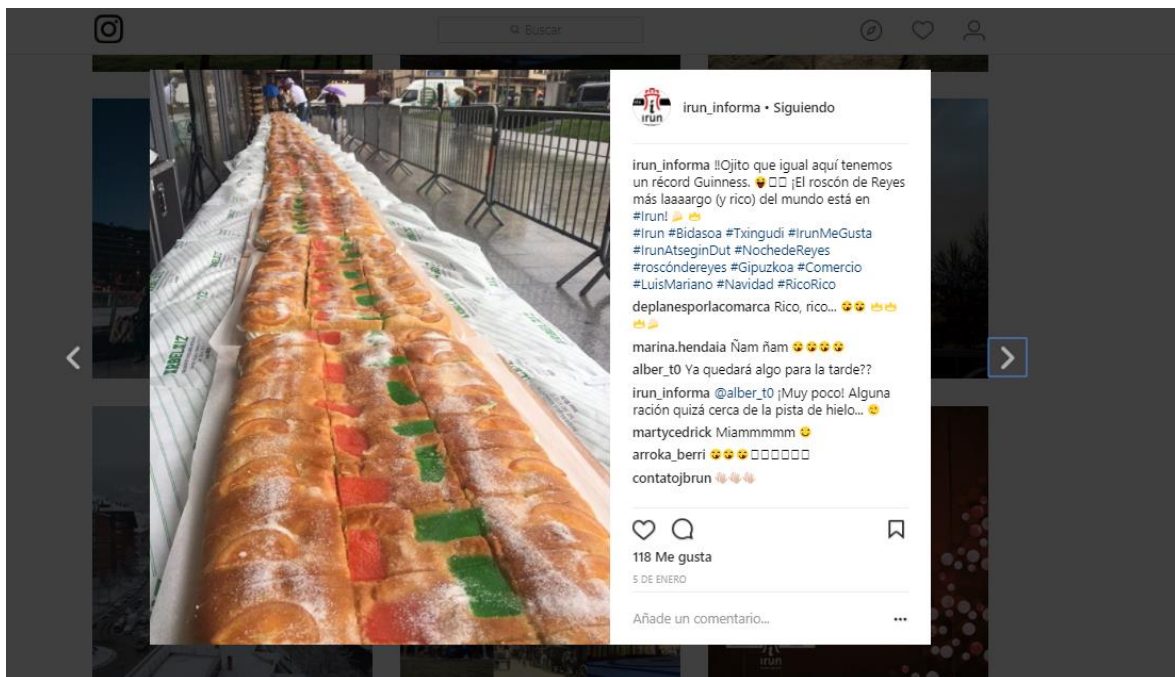 Buscar
irun
irun_informa • Siguiendo
irun_informa ‼Ojito que igual aquí tenemos
un récord Guinness. 😜 ¡El roscón de Reyes
más laaaargo (y rico) del mundo está en
#Irun! 👑
#Irun #Bidasoa #Txingudi #IrunMeGusta
#IrunAtseginDut #NochedeReyes
#roscóndereyes #Gipuzkoa #Comercio
#LuisMariano #Navidad #RicoRico
deplanesporlacomarca Rico, rico... 😋😋 👑👑
👑
marina.hendaia Ñam ñam 😋😋😋😋
alber_t0 Ya quedará algo para la tarde??
irun_informa @alber_t0 ¡Muy poco! Alguna
ración quizá cerca de la pista de hielo... 😊
martycedrick Miammmmm 😋
arroka_berri 😋😋😋
contatojbrun 👏👏👏
118 Me gusta
5 DE ENERO
Añade un comentario...
irun